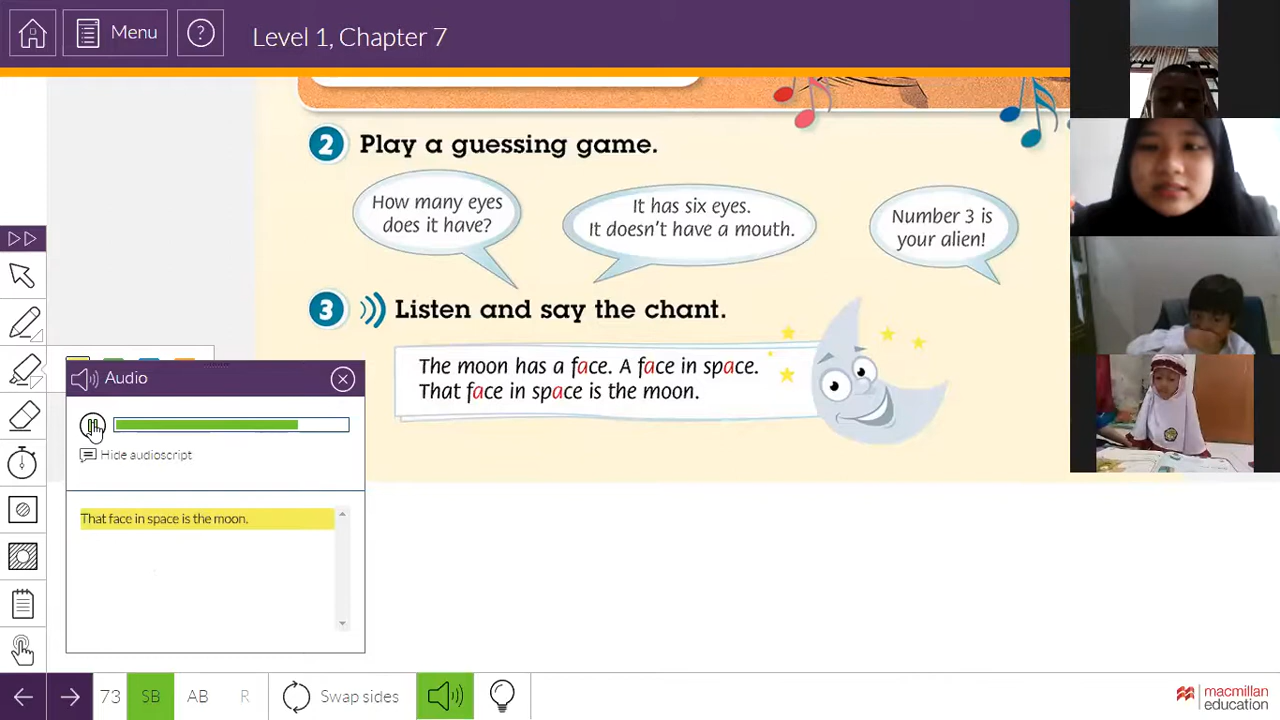 Menu
?
Level 1, Chapter 7
2 Play a guessing game.
How many eyes
does it have?
It has six eyes.
It doesn't have a mouth.
Number 3 is
your alien!
3 Listen and say the chant.
The moon has a face. A face in space.
That face in space is the moon.
Audio
Hide audioscript
That face in space is the moon.
73
SB
AB
R
Swap sides
macmillan
education